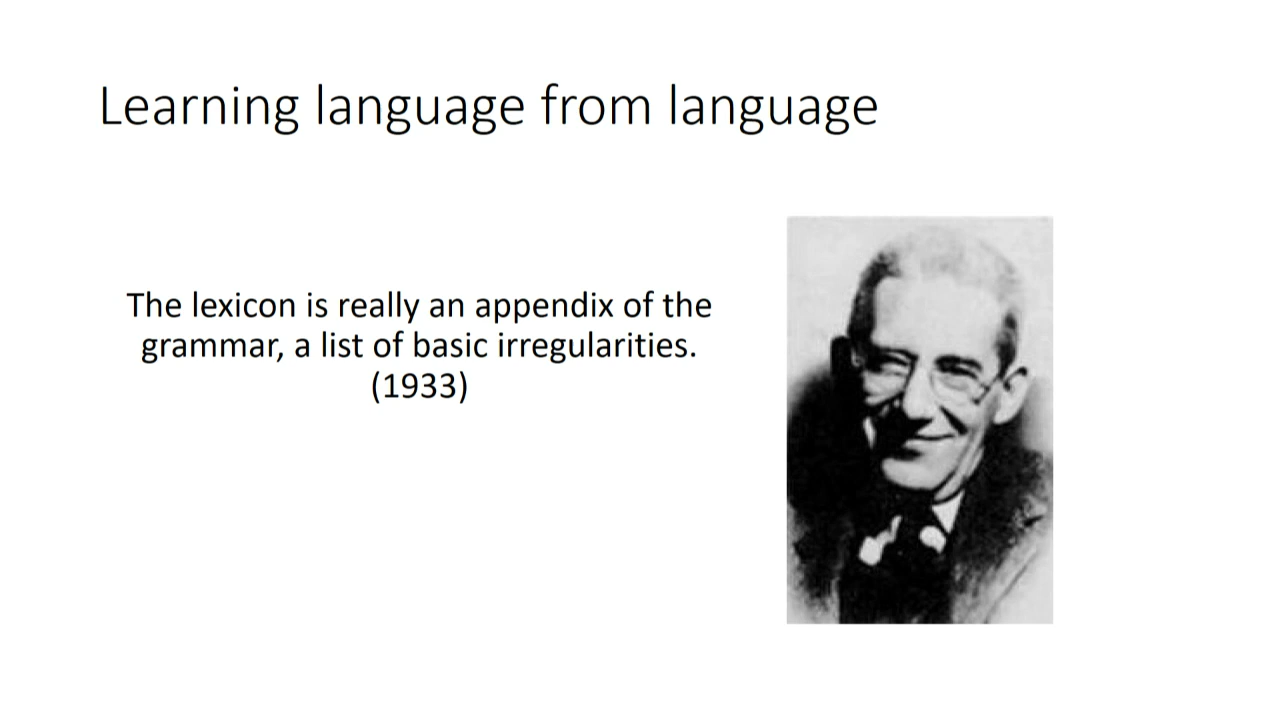 Learning language from language
The lexicon is really an appendix of the
grammar, a list of basic irregularities.
(1933)